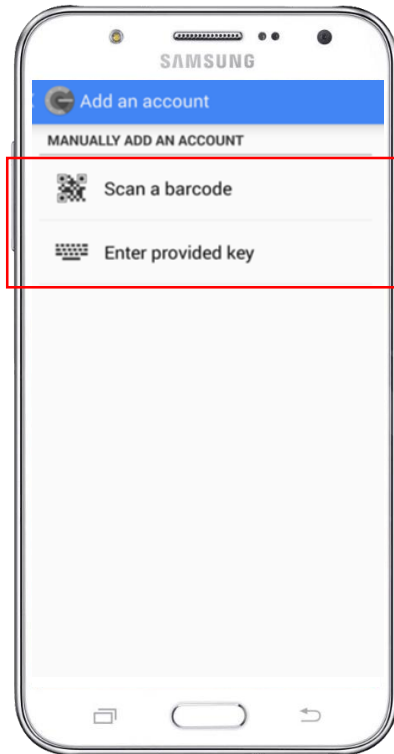 SAMSUNG
Add an account
MANUALLY ADD AN ACCOUNT
Scan a barcode
Enter provided key